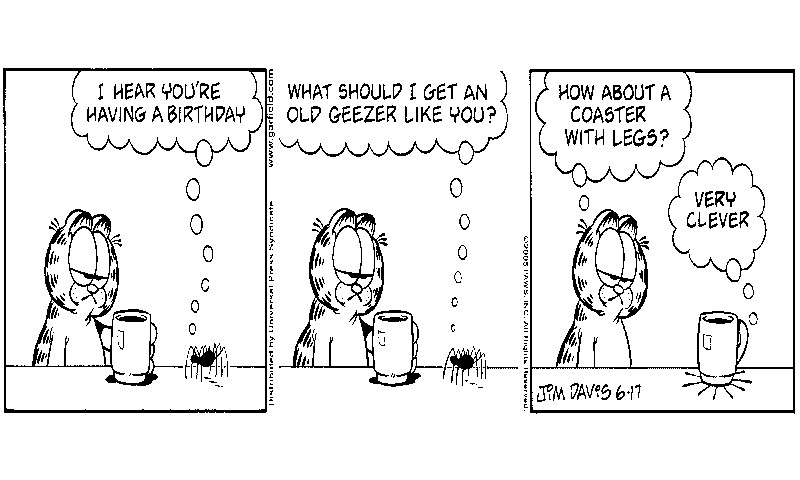 I HEAR YOU'RE
HAVING A BIRTHDAY
www.garfield.com
Distributed by Universal Press Syndicate
WHAT SHOULD I GET AN
OLD GEEZER LIKE YOU?
HOW ABOUT A
COASTER
WITH LEGS?
VERY
CLEVER
JIM DAVIS 6·17